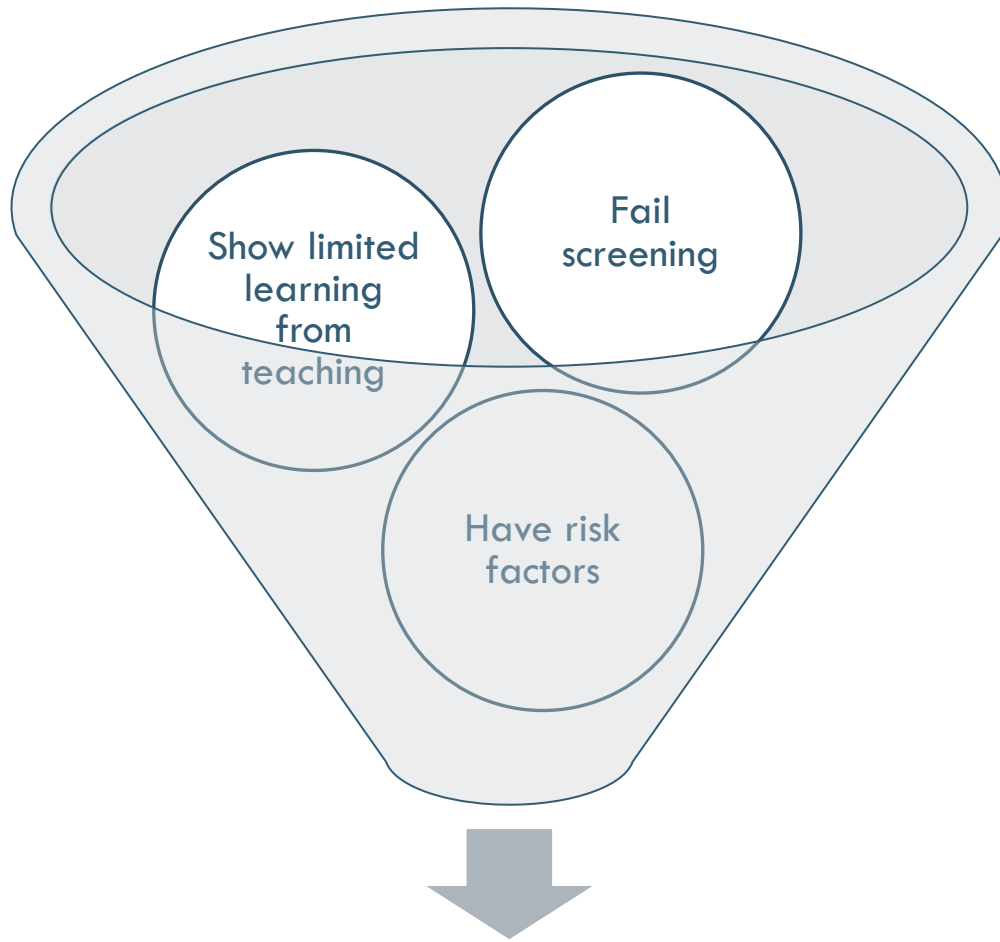 Show limited
learning
from
teaching
Fail
screening
Have risk
factors